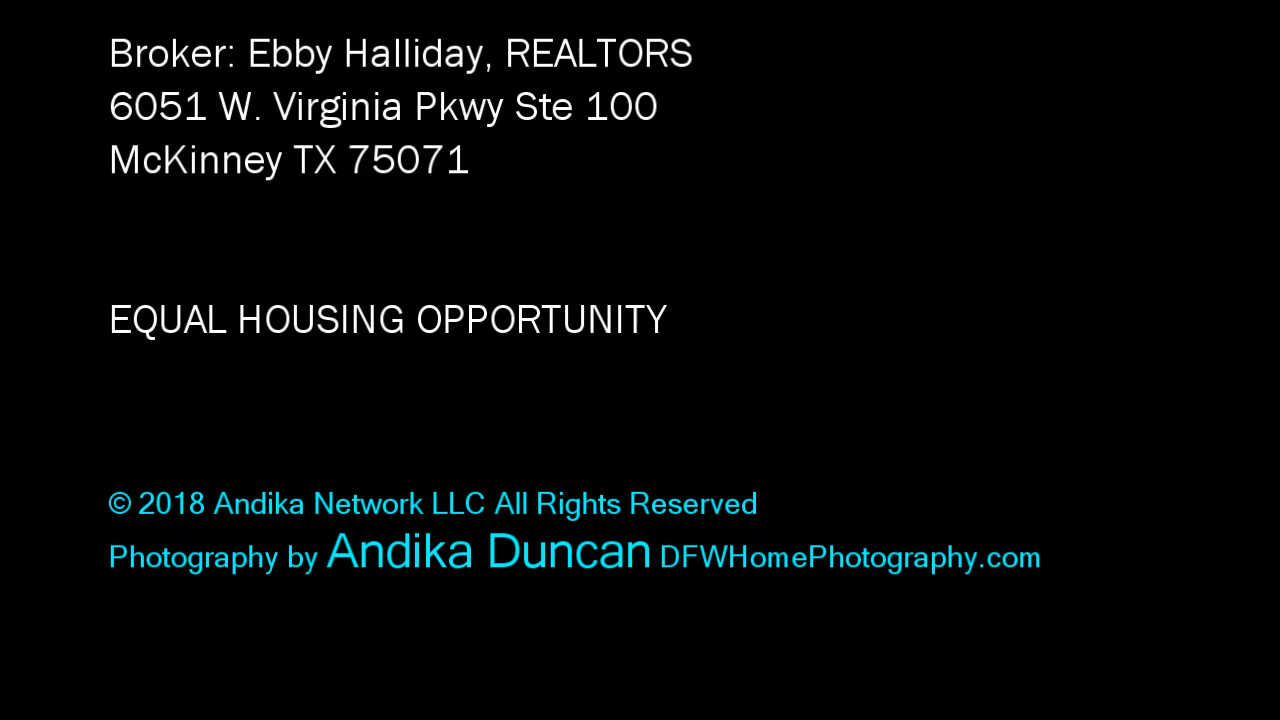 Broker: Ebby Halliday, REALTORS
6051 W. Virginia Pkwy Ste 100
McKinney TX 75071
EQUAL HOUSING OPPORTUNITY
© 2018 Andika Network LLC All Rights Reserved
Photography by Andika Duncan DFWHomePhotography.com